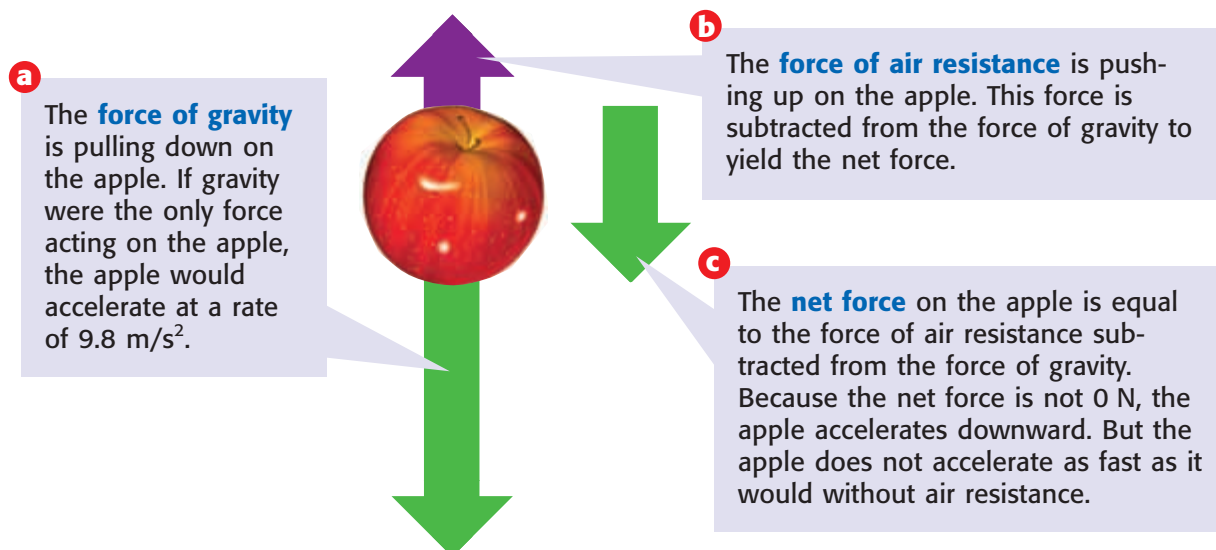 a
The force of gravity
is pulling down on
the apple. If gravity
were the only force
acting on the apple,
the apple would
accelerate at a rate
of 9.8 m/s².
b
The force of air resistance is push-
ing up on the apple. This force is
subtracted from the force of gravity to
yield the net force.
c
The net force on the apple is equal
to the force of air resistance sub-
tracted from the force of gravity.
Because the net force is not 0 N, the
apple accelerates downward. But the
apple does not accelerate as fast as it
would without air resistance.